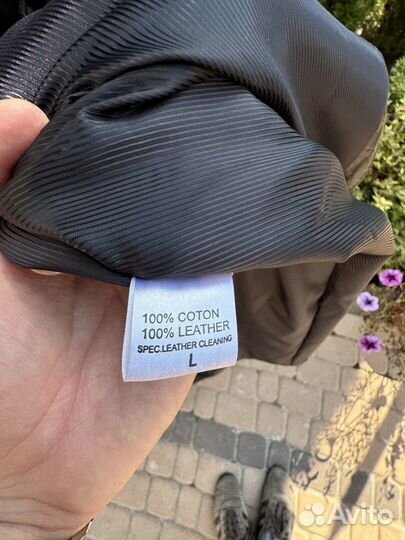 100% COTON
100% LEATHER
SPEC.LEATHER CLEANING
L
Avito